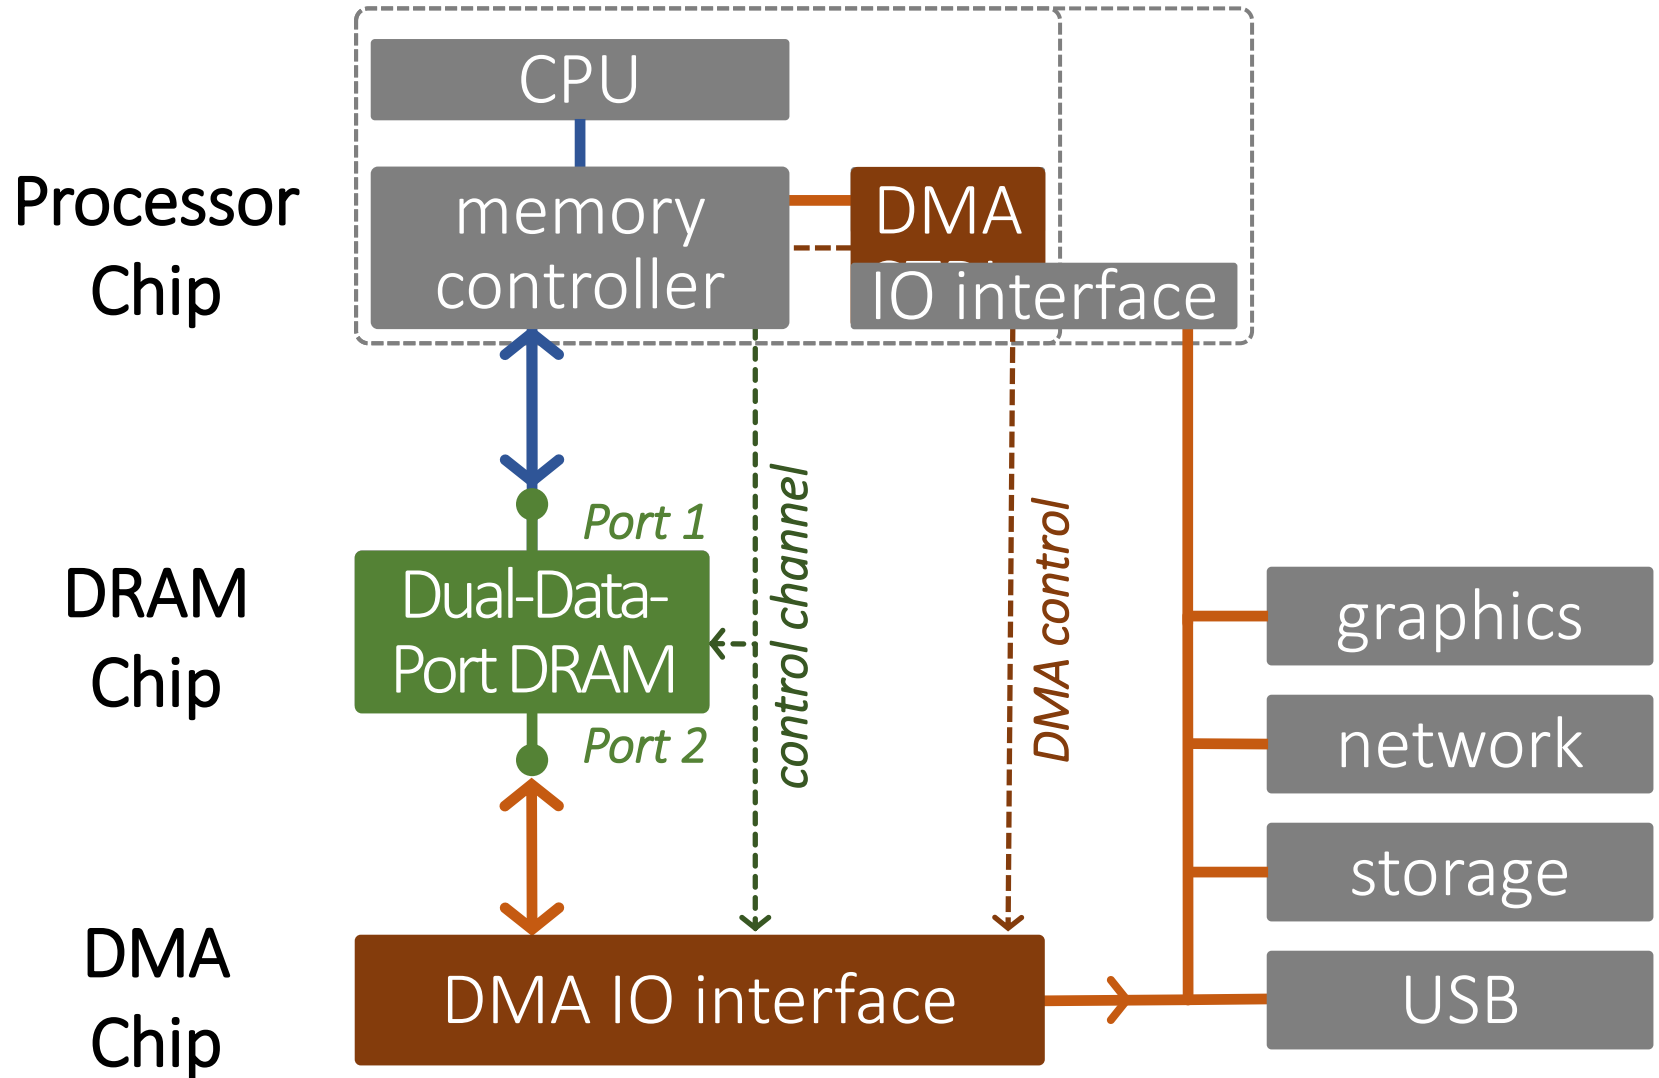 CPU
Processor
Chip
memory
controller
DMA
IO interface
Port 1
control channel
DMA control
DRAM
Chip
Dual-Data-
Port DRAM
Port 2
graphics
network
storage
USB
DMA
Chip
DMA IO interface